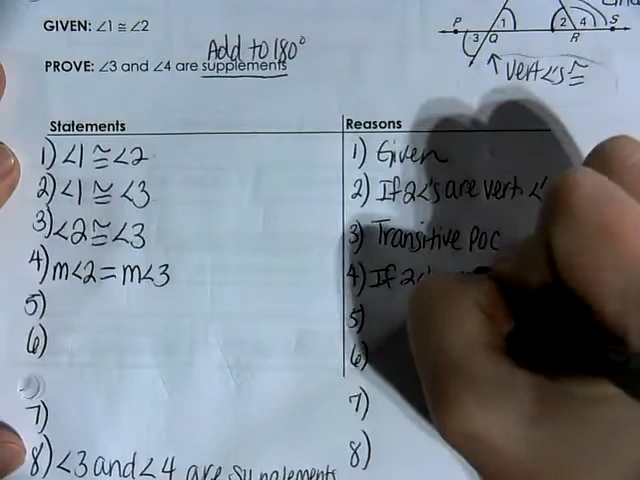 GIVEN: ∠1 ≅ ∠2
Add to 180°
PROVE: ∠3 and ∠4 are supplements
P 3 Q 1 2 4 R S
Vert ∠'s ≅
Statements Reasons
1) ∠1 ≅ ∠2 1) Given
2) ∠1 ≅ ∠3 2) If 2∠'s are vert ∠'
3) ∠2 ≅ ∠3 3) Transitive POC
4) m∠2 = m∠3 4) If 2
5) 5)
6) 6)
7) 7)
8) ∠3 and ∠4 are supplements 8)